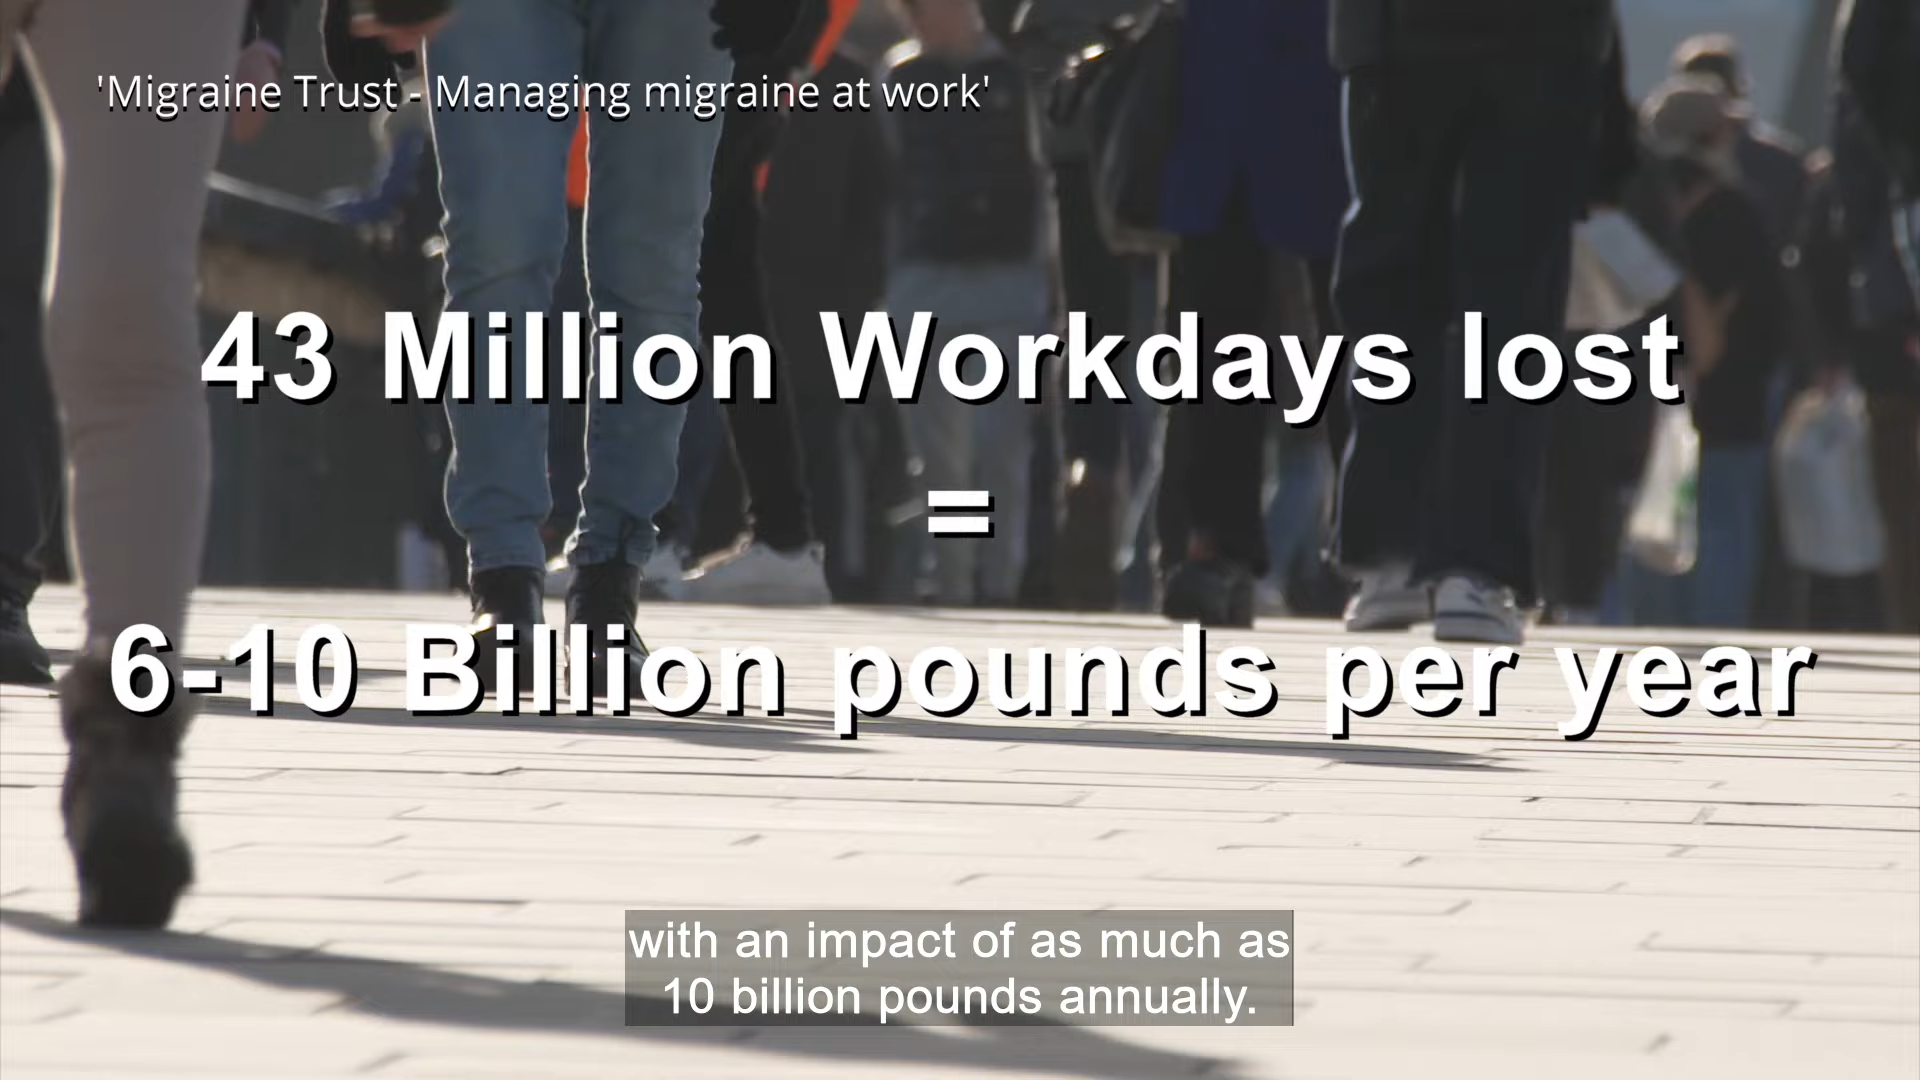 'Migraine Trust - Managing migraine at work'
43 Million Workdays lost
=
6-10 Billion pounds per year
with an impact of as much as
10 billion pounds annually.